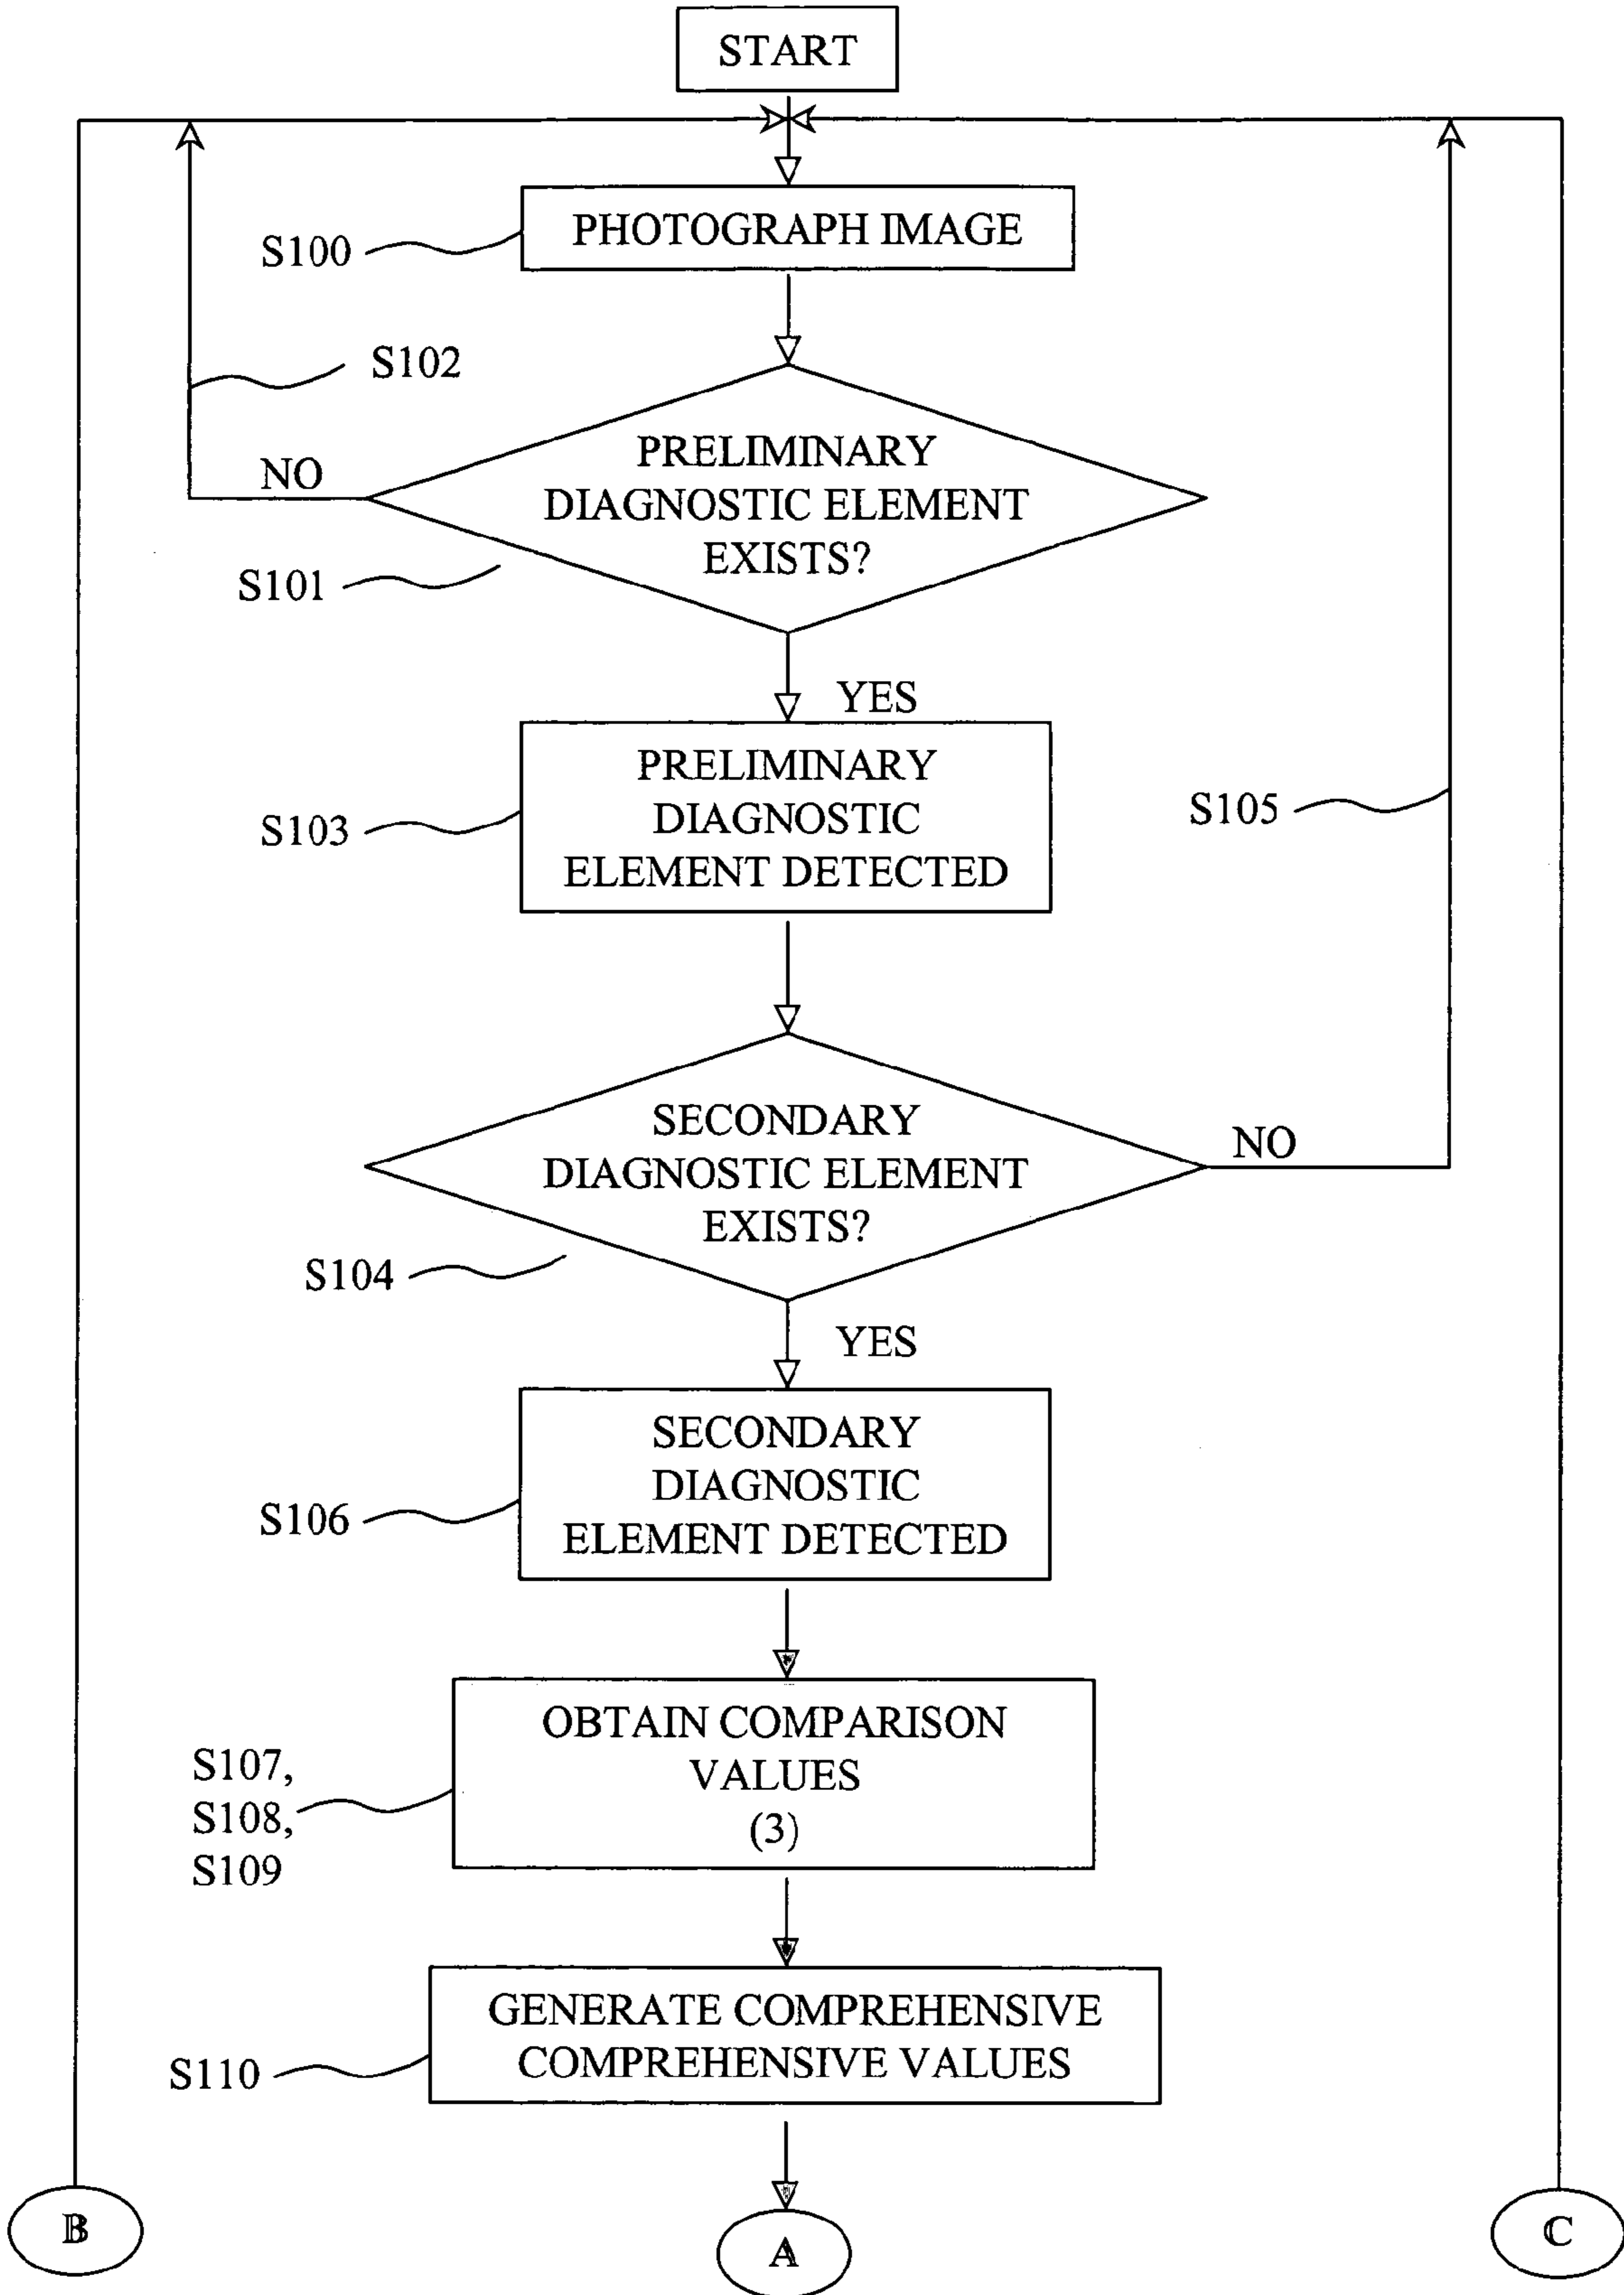 START
PHOTOGRAPH IMAGE
S100
S102
NO
PRELIMINARY
DIAGNOSTIC ELEMENT
EXISTS?
S101
YES
PRELIMINARY
DIAGNOSTIC
ELEMENT DETECTED
S103
S105
SECONDARY
DIAGNOSTIC ELEMENT
EXISTS?
NO
S104
YES
SECONDARY
DIAGNOSTIC
ELEMENT DETECTED
S106
OBTAIN COMPARISON
VALUES
(3)
S107,
S108,
S109
GENERATE COMPREHENSIVE
COMPREHENSIVE VALUES
S110
B
A
C